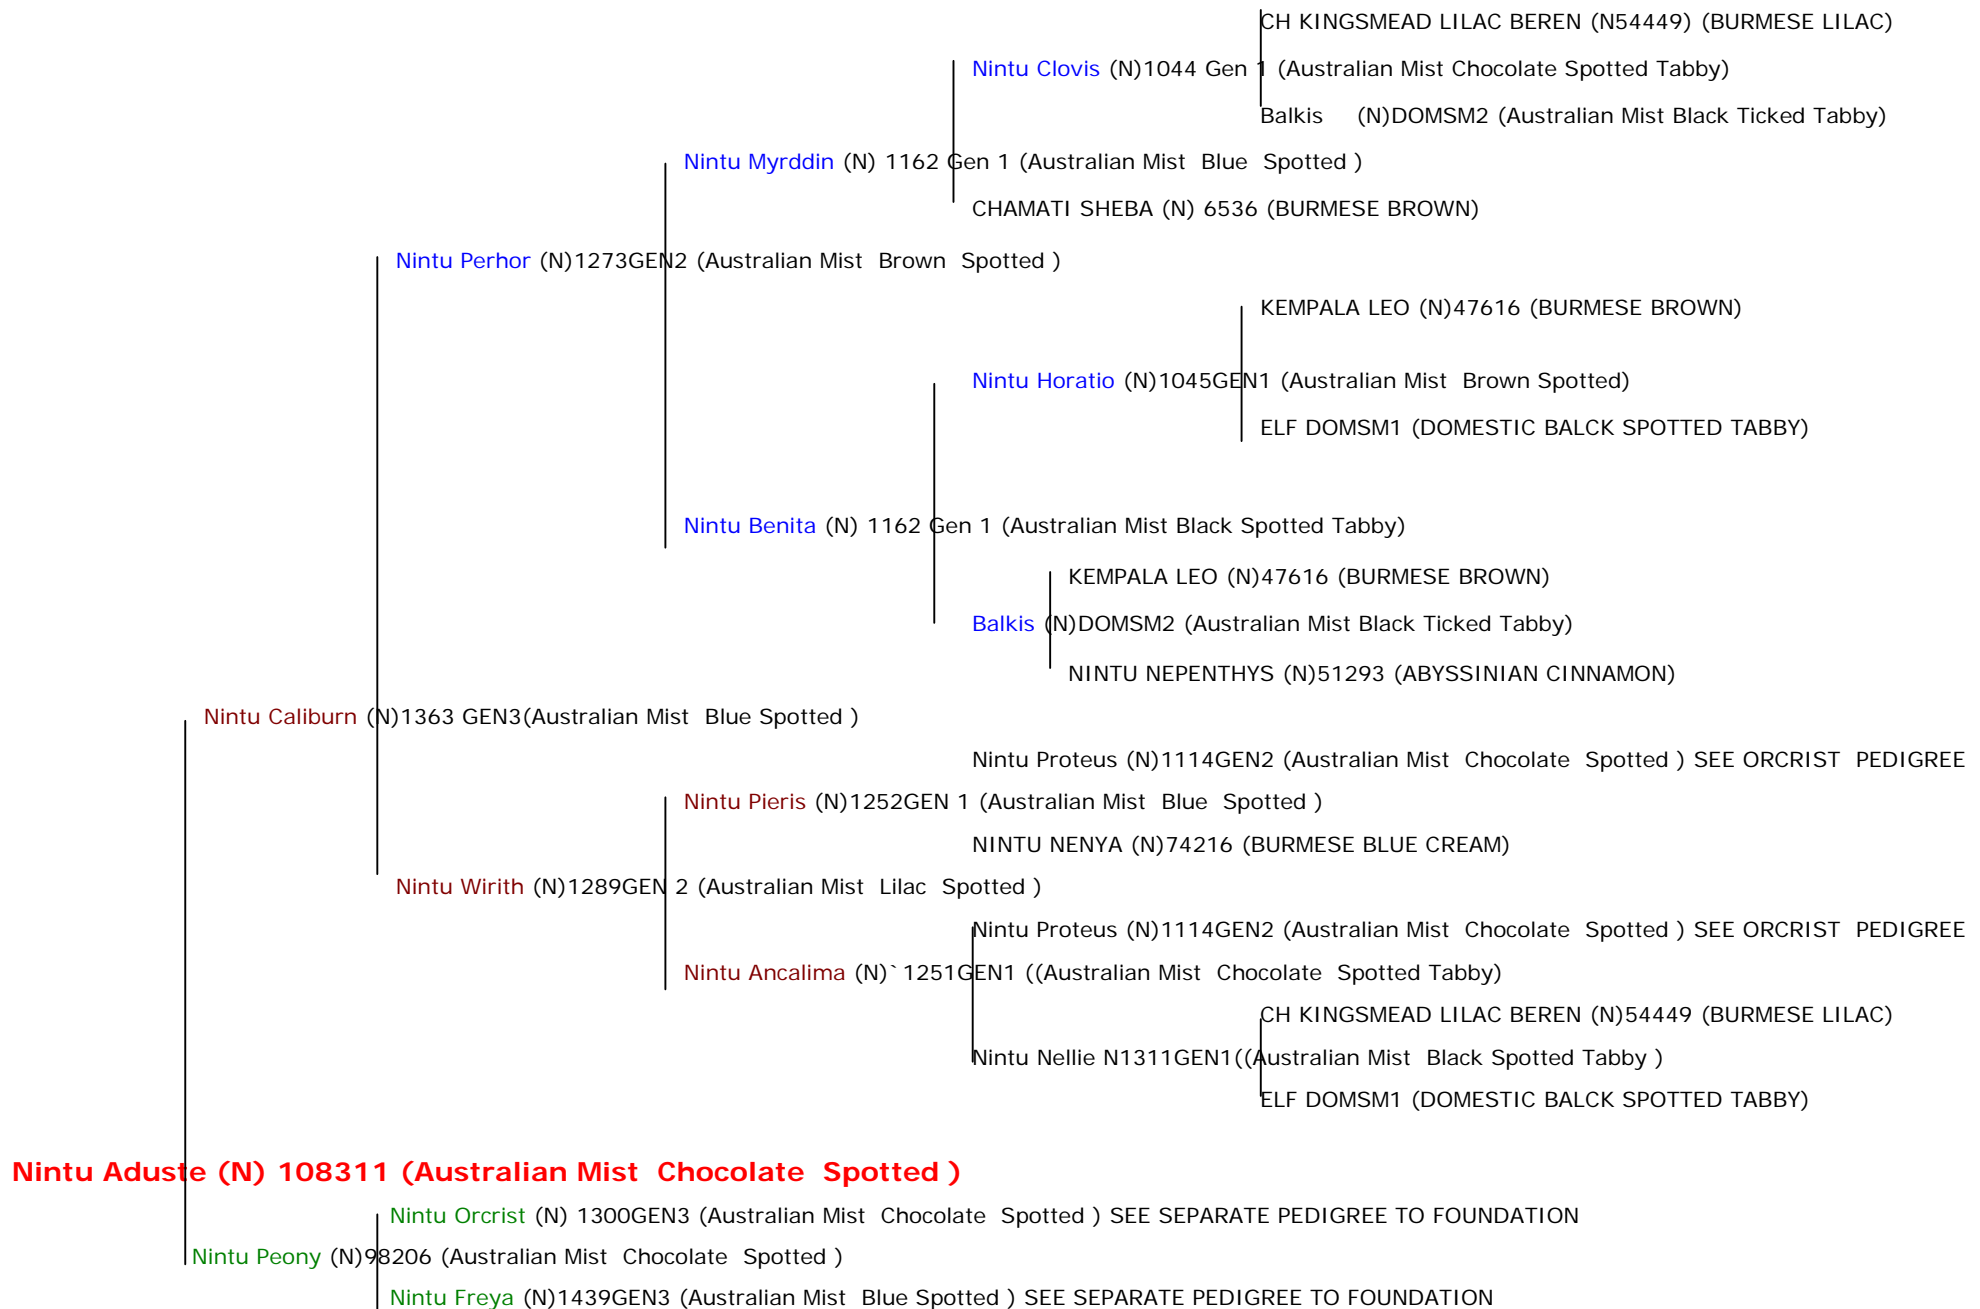 CH KINGSMEAD LILAC BEREN (N54449) (BURMESE LILAC)
Nintu Clovis (N)1044 Gen 1 (Australian Mist Chocolate Spotted Tabby)
Balkis (N)DOMSM2 (Australian Mist Black Ticked Tabby)
Nintu Myrddin (N) 1162 Gen 1 (Australian Mist Blue Spotted )
CHAMATI SHEBA (N) 6536 (BURMESE BROWN)
Nintu Perhor (N)1273GEN2 (Australian Mist Brown Spotted )
KEMPALA LEO (N)47616 (BURMESE BROWN)
Nintu Horatio (N)1045GEN1 (Australian Mist Brown Spotted)
ELF DOMSM1 (DOMESTIC BALCK SPOTTED TABBY)
Nintu Benita (N) 1162 Gen 1 (Australian Mist Black Spotted Tabby)
KEMPALA LEO (N)47616 (BURMESE BROWN)
Balkis (N)DOMSM2 (Australian Mist Black Ticked Tabby)
NINTU NEPENTHYS (N)51293 (ABYSSINIAN CINNAMON)
Nintu Caliburn (N)1363 GEN3(Australian Mist Blue Spotted )
Nintu Proteus (N)1114GEN2 (Australian Mist Chocolate Spotted ) SEE ORCRIST PEDIGREE
Nintu Pieris (N)1252GEN 1 (Australian Mist Blue Spotted )
NINTU NENYA (N)74216 (BURMESE BLUE CREAM)
Nintu Wirith (N)1289GEN 2 (Australian Mist Lilac Spotted )
Nintu Proteus (N)1114GEN2 (Australian Mist Chocolate Spotted ) SEE ORCRIST PEDIGREE
Nintu Ancalima (N)`1251GEN1 ((Australian Mist Chocolate Spotted Tabby)
CH KINGSMEAD LILAC BEREN (N)54449 (BURMESE LILAC)
Nintu Nellie N1311GEN1((Australian Mist Black Spotted Tabby )
ELF DOMSM1 (DOMESTIC BALCK SPOTTED TABBY)
Nintu Aduste (N) 108311 (Australian Mist Chocolate Spotted )
Nintu Orcrist (N) 1300GEN3 (Australian Mist Chocolate Spotted ) SEE SEPARATE PEDIGREE TO FOUNDATION
Nintu Peony (N)98206 (Australian Mist Chocolate Spotted )
Nintu Freya (N)1439GEN3 (Australian Mist Blue Spotted ) SEE SEPARATE PEDIGREE TO FOUNDATION